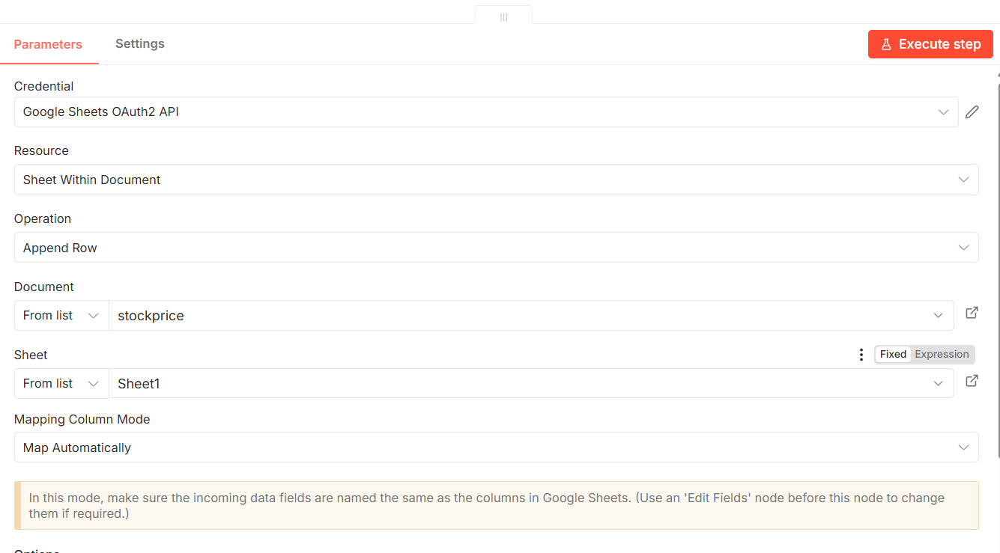 Parameters
Settings
Execute step
Credential
Google Sheets OAuth2 API
Resource
Sheet Within Document
Operation
Append Row
Document
From list
stockprice
Sheet
Fixed
Expression
From list
Sheet1
Mapping Column Mode
Map Automatically
In this mode, make sure the incoming data fields are named the same as the columns in Google Sheets. (Use an 'Edit Fields' node before this node to change
them if required.)
Options